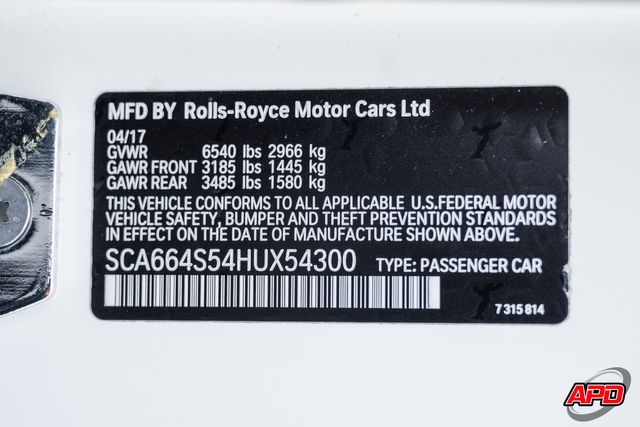 MFD BY Rolls-Royce Motor Cars Ltd
04/17
GVWR 6540 lbs 2966 kg
GAWR FRONT 3185 lbs 1445 kg
GAWR REAR 3485 lbs 1580 kg
THIS VEHICLE CONFORMS TO ALL APPLICABLE U.S.FEDERAL MOTOR
VEHICLE SAFETY, BUMPER AND THEFT PREVENTION STANDARDS
IN EFFECT ON THE DATE OF MANUFACTURE SHOWN ABOVE.
SCA664S54HUX54300 TYPE: PASSENGER CAR
7 315 814
APD